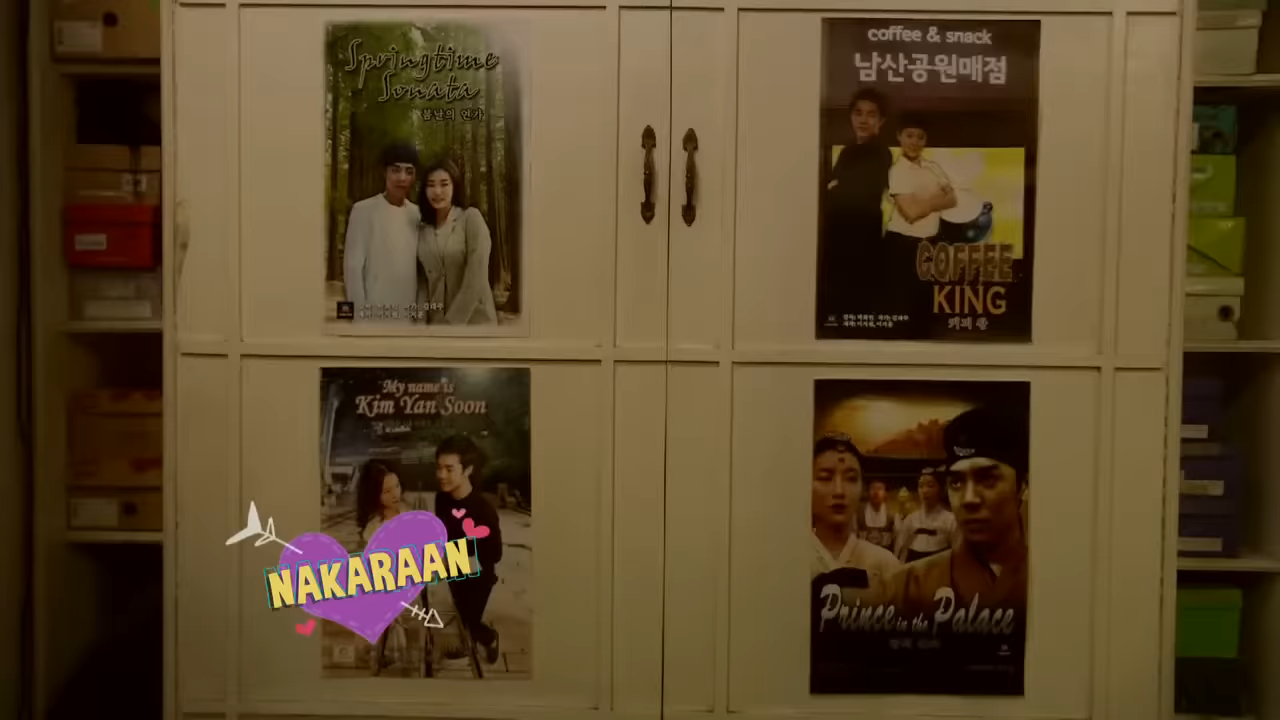 Springtime
Sonata
봄날의 연가
coffee & snack
남산공원매점
COFFEE
KING
커피 왕
My name is
Kim Yan Soon
NAKARAAN
Prince in the Palace